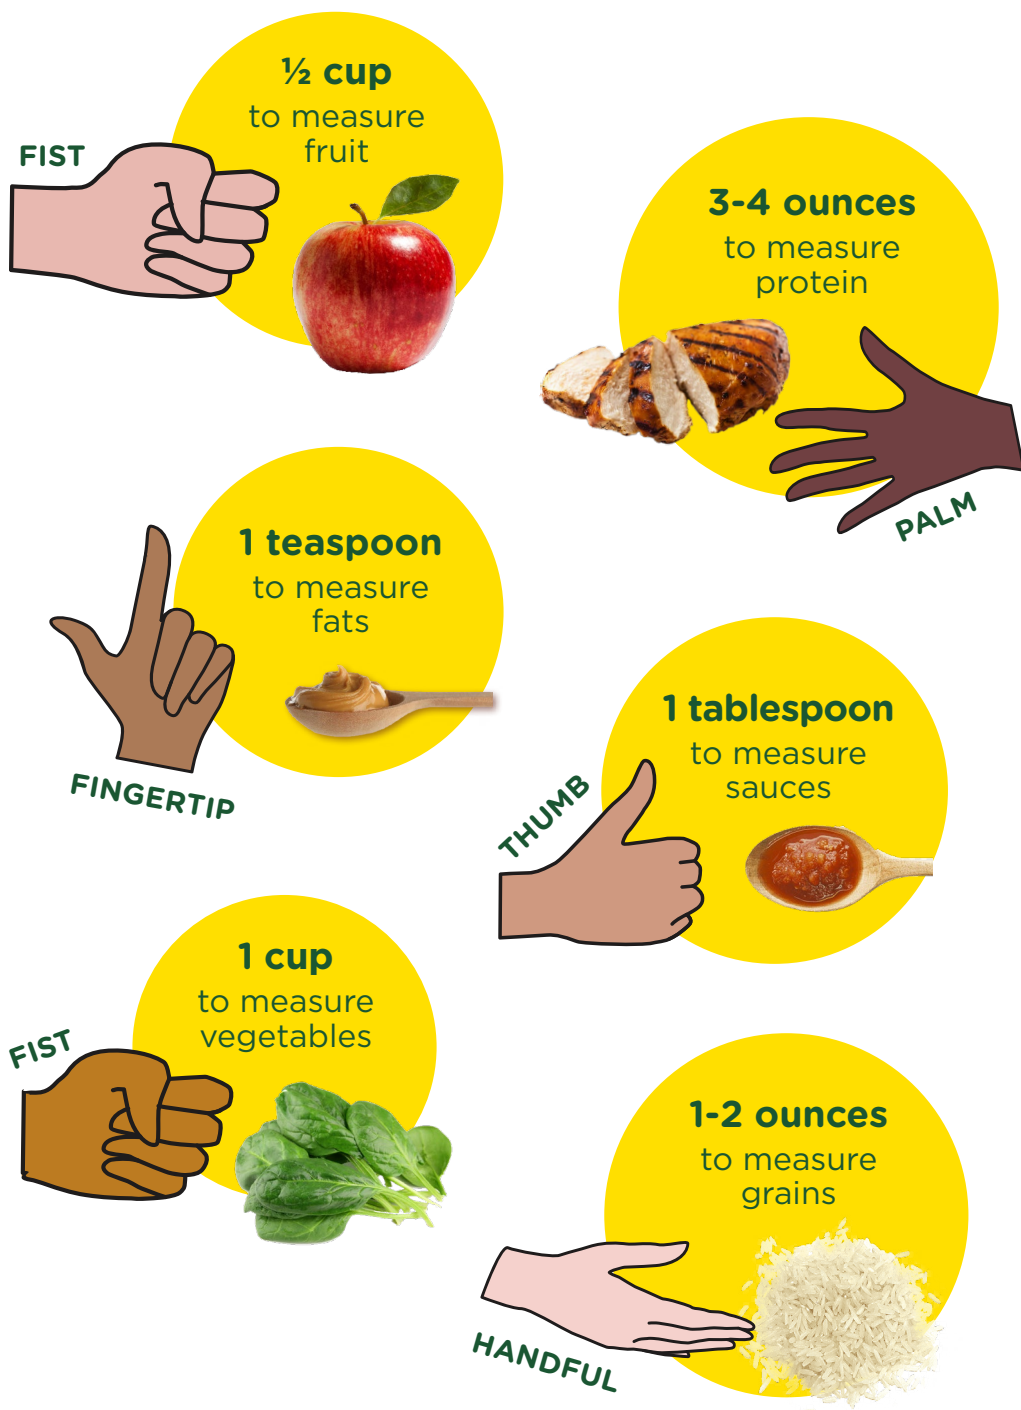 ½ cup
to measure
fruit
FIST
3-4 ounces
to measure
protein
PALM
1 teaspoon
to measure
fats
FINGERTIP
1 tablespoon
to measure
sauces
THUMB
1 cup
to measure
vegetables
FIST
1-2 ounces
to measure
grains
HANDFUL